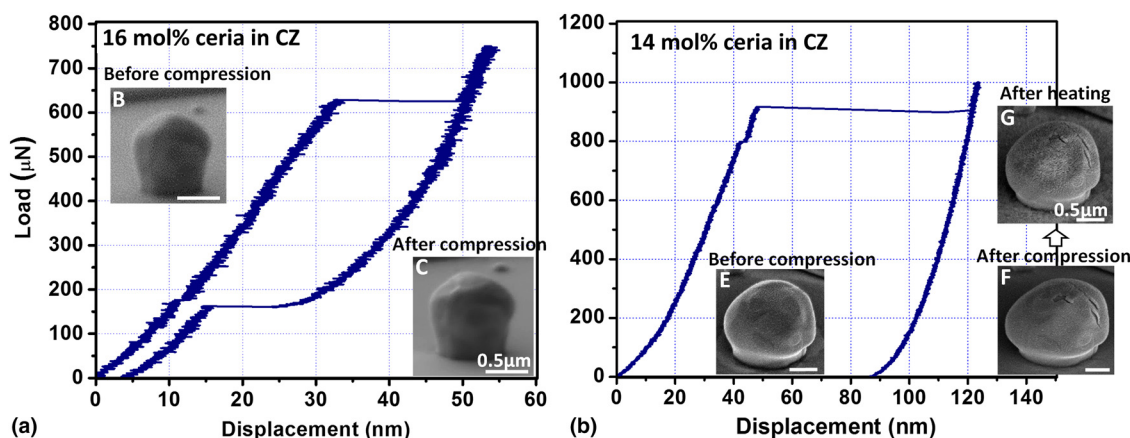 16 mol% ceria in CZ
Before compression
B
After compression
C
0.5μm
800
700
600
500
400
300
200
100
0
Load (μN)
0 10 20 30 40 50 60
Displacement (nm)
(a)
14 mol% ceria in CZ
After heating
G
0.5μm
Before compression
E
After compression
F
1200
1000
800
600
400
200
0
0 20 40 60 80 100 120 140
Displacement (nm)
(b)